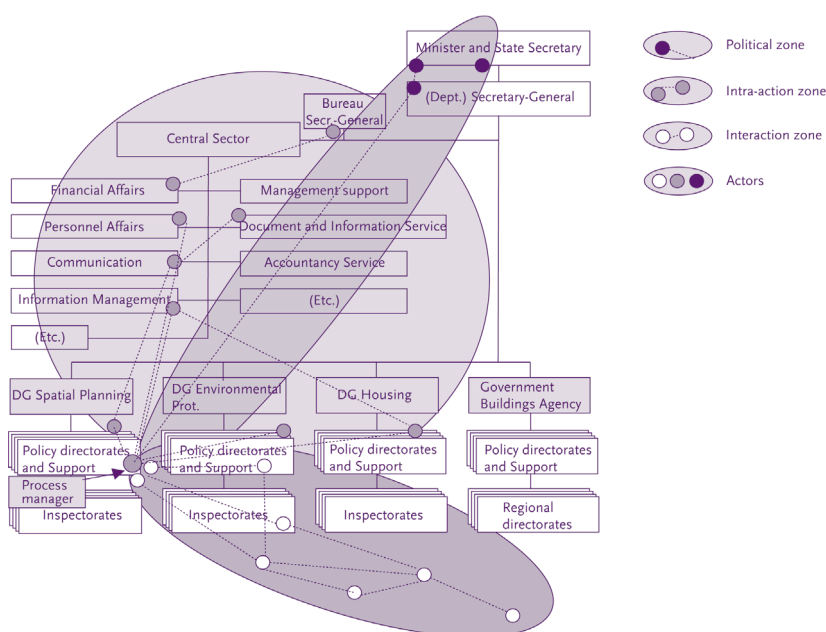 Minister and State Secretary
(Dept.) Secretary-General
Bureau
Secr.-General
Central Sector
Financial Affairs
Management support
Personnel Affairs
Document and Information Service
Communication
Accountancy Service
Information Management
(Etc.)
(Etc.)
DG Spatial Planning
DG Environmental
Prot.
DG Housing
Government
Buildings Agency
Policy directorates
and Support
Policy directorates
and Support
Policy directorates
and Support
Policy directorates
and Support
Process
manager
Inspectorates
Inspectorates
Inspectorates
Regional
directorates
Political zone
Intra-action zone
Interaction zone
Actors